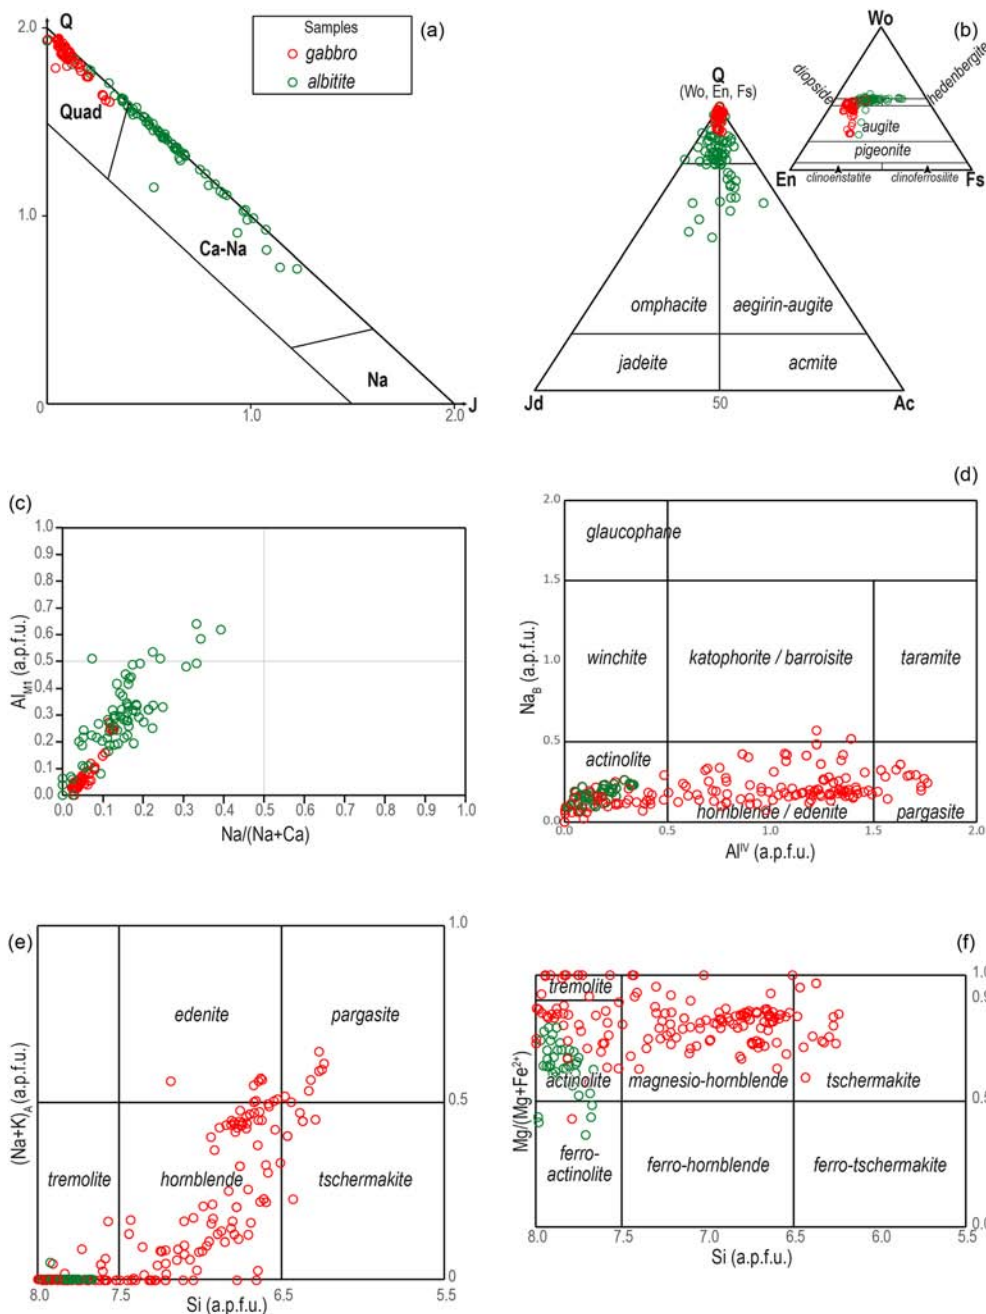 (a)
2.0
Q
Samples
gabbro
albitite
Quad
1.0
Ca-Na
Na
0
1.0
2.0
J
(b)
Wo
diopside
hedenbergite
augite
pigeonite
En
clinoenstatite
clinoferrosilite
Fs
Q
(Wo, En, Fs)
omphacite
aegirin-augite
jadeite
acmite
Jd
50
Ac
(c)
1.0
0.9
0.8
0.7
0.6
0.5
0.4
0.3
0.2
0.1
0.0
Al_M1 (a.p.f.u.)
0.0
0.1
0.2
0.3
0.4
0.5
0.6
0.7
0.8
0.9
1.0
Na/(Na+Ca)
(d)
2.0
1.5
1.0
0.5
0.0
Na_B (a.p.f.u.)
glaucophane
winchite
katophorite / barroisite
taramite
actinolite
hornblende / edenite
pargasite
0.0
0.5
1.0
1.5
2.0
Al^IV (a.p.f.u.)
(e)
1.0
0.5
0
(Na+K)_A (a.p.f.u.)
edenite
pargasite
tremolite
hornblende
tschermakite
8.0
7.5
6.5
5.5
Si (a.p.f.u.)
(f)
1.0
0.9
0.5
0.0
Mg/(Mg+Fe²⁺)
tremolite
actinolite
magnesio-hornblende
tschermakite
ferro-
actinolite
ferro-hornblende
ferro-tschermakite
8.0
7.5
7.0
6.5
6.0
5.5
Si (a.p.f.u.)